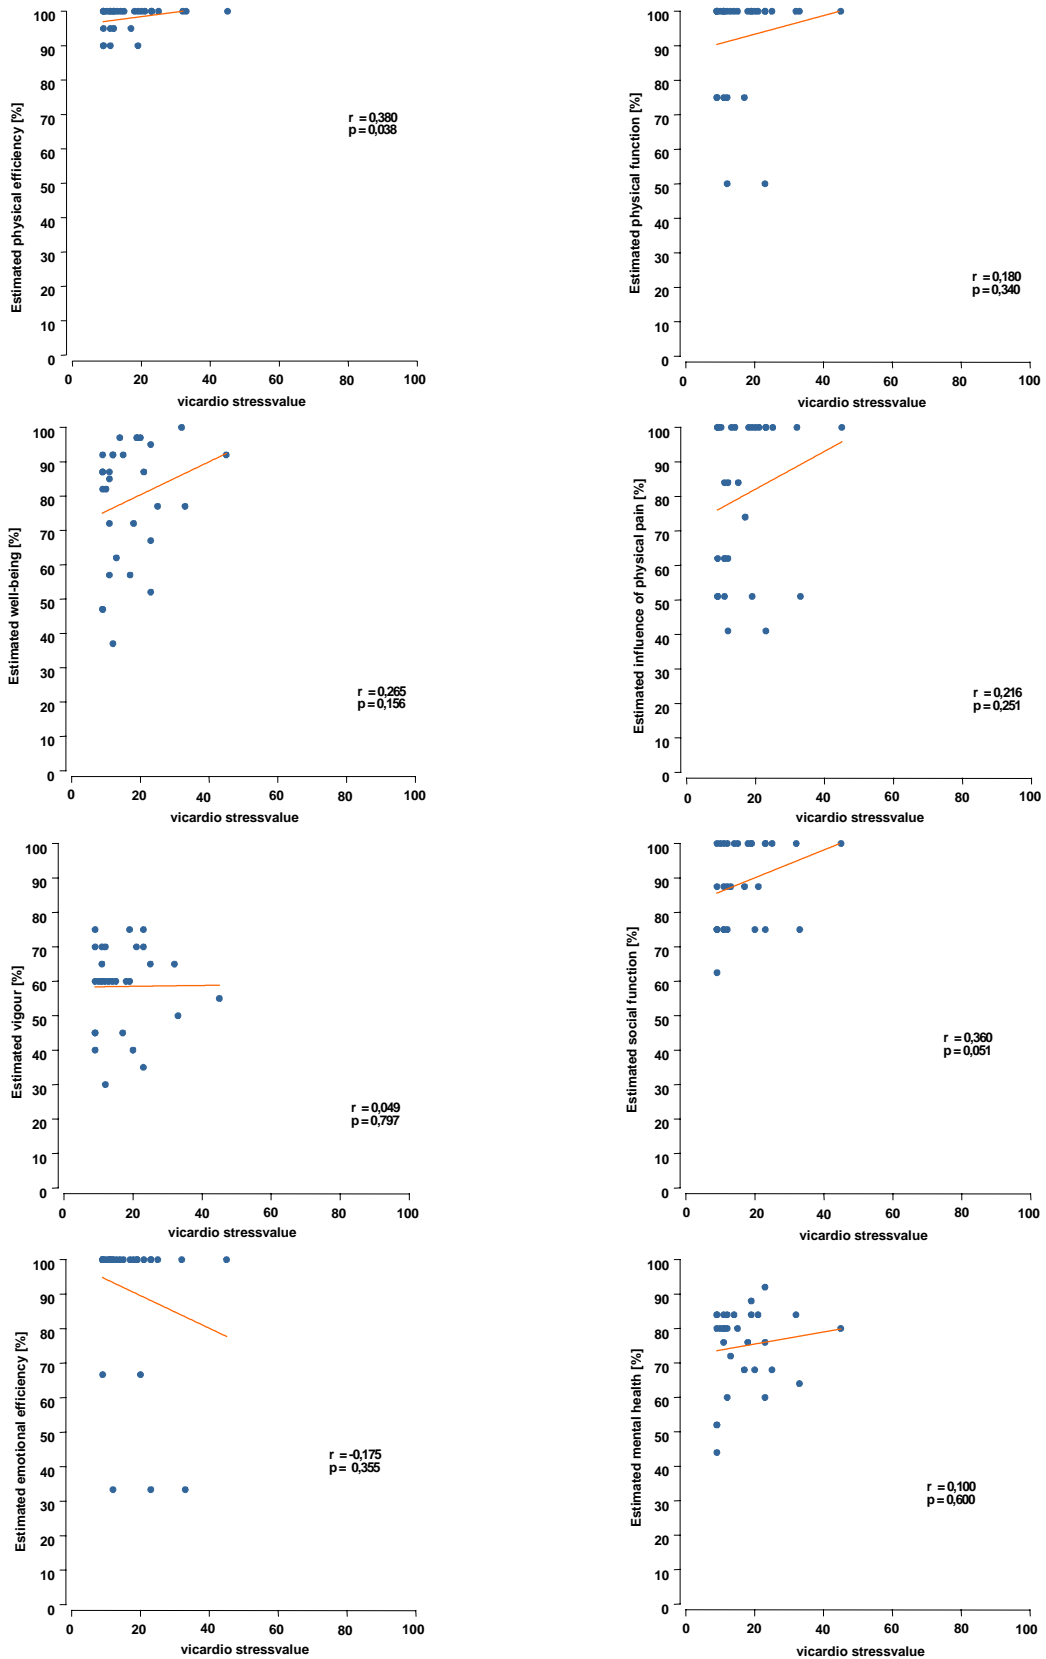 Estimated physical efficiency [%]
100
90
80
70
60
50
40
30
20
10
0
r = 0,380
p = 0,038
0 20 40 60 80 100
vicardio stressvalue
Estimated physical function [%]
100
90
80
70
60
50
40
30
20
10
0
r = 0,180
p = 0,340
0 20 40 60 80 100
vicardio stressvalue
Estimated well-being [%]
100
90
80
70
60
50
40
30
20
10
0
r = 0,265
p = 0,156
0 20 40 60 80 100
vicardio stressvalue
Estimated influence of physical pain [%]
100
90
80
70
60
50
40
30
20
10
0
r = 0,216
p = 0,251
0 20 40 60 80 100
vicardio stressvalue
Estimated vigour [%]
100
90
80
70
60
50
40
30
20
10
0
r = 0,049
p = 0,797
0 20 40 60 80 100
vicardio stressvalue
Estimated social function [%]
100
90
80
70
60
50
40
30
20
10
0
r = 0,360
p = 0,051
0 20 40 60 80 100
vicardio stressvalue
Estimated emotional efficiency [%]
100
90
80
70
60
50
40
30
20
10
0
r = -0,175
p = 0,355
0 20 40 60 80 100
vicardio stressvalue
Estimated mental health [%]
100
90
80
70
60
50
40
30
20
10
0
r = 0,100
p = 0,600
0 20 40 60 80 100
vicardio stressvalue